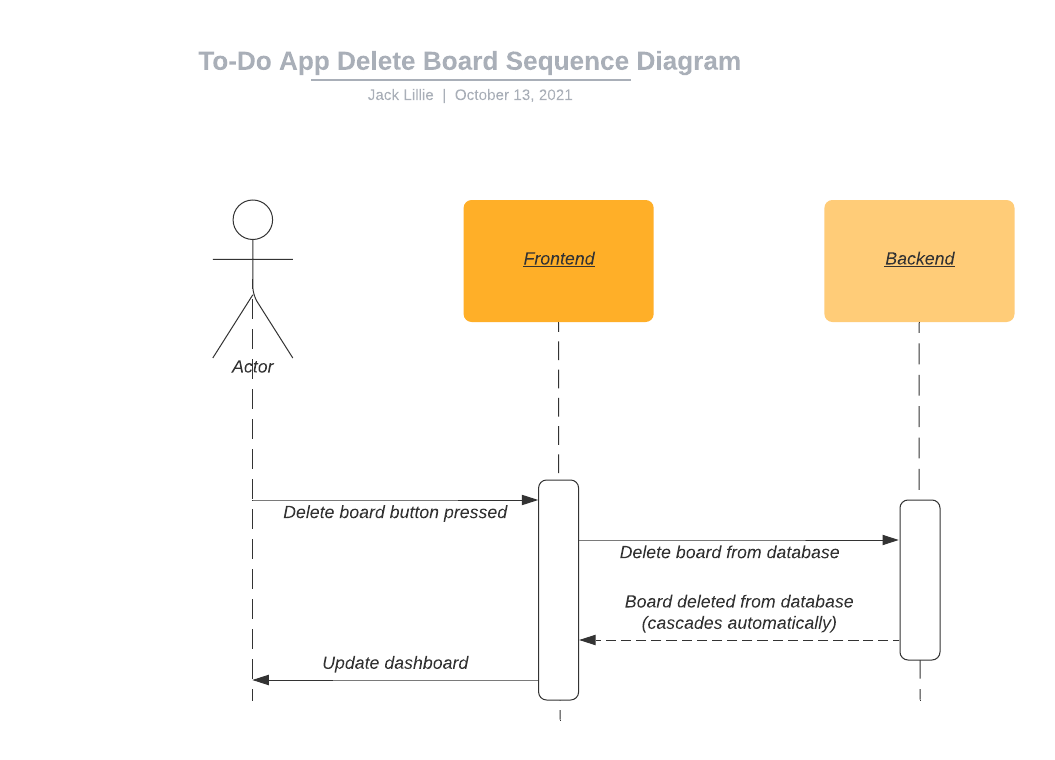 To-Do App Delete Board Sequence Diagram
Jack Lillie | October 13, 2021
Frontend
Backend
Actor
Delete board button pressed
Delete board from database
Board deleted from database
(cascades automatically)
Update dashboard